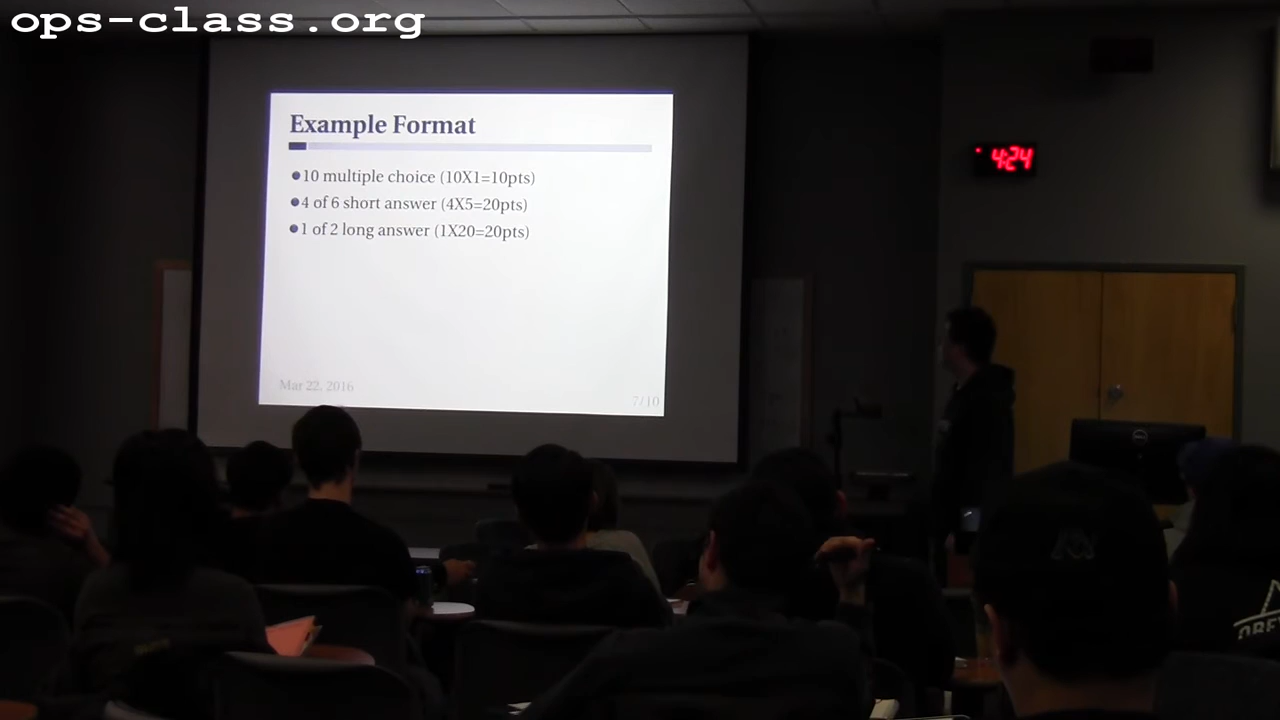 ops-class.org
Example Format
10 multiple choice (10X1=10pts)
4 of 6 short answer (4X5=20pts)
1 of 2 long answer (1X20=20pts)
Mar 22, 2016
7/10
4:24
DELL